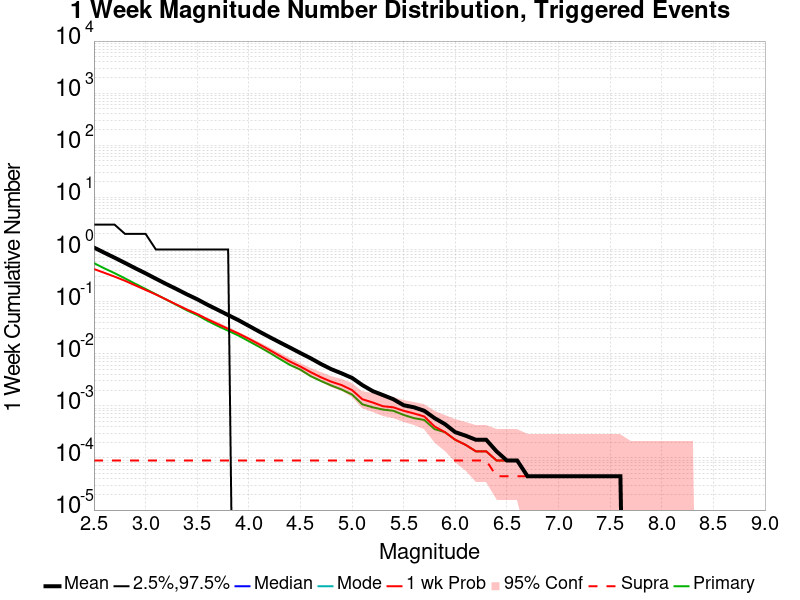 1 Week Magnitude Number Distribution, Triggered Events
1 Week Cumulative Number
10^4
10^3
10^2
10^1
10^0
10^-1
10^-2
10^-3
10^-4
10^-5
2.5 3.0 3.5 4.0 4.5 5.0 5.5 6.0 6.5 7.0 7.5 8.0 8.5 9.0
Magnitude
Mean 2.5%,97.5% Median Mode 1 wk Prob 95% Conf Supra Primary